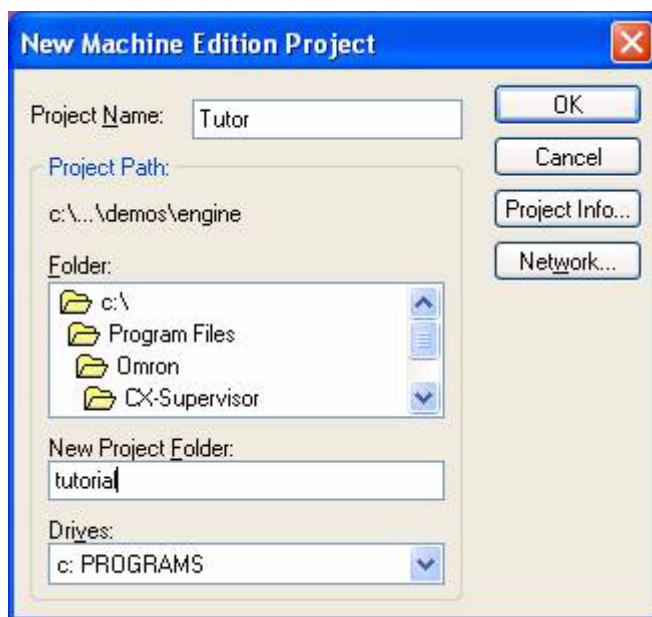 New Machine Edition Project
Project Name: Tutor
OK
Cancel
Project Info...
Network...
Project Path:
c:\...\demos\engine
Folder:
c:\
Program Files
Omron
CX-Supervisor
New Project Folder:
tutorial
Drives:
c: PROGRAMS